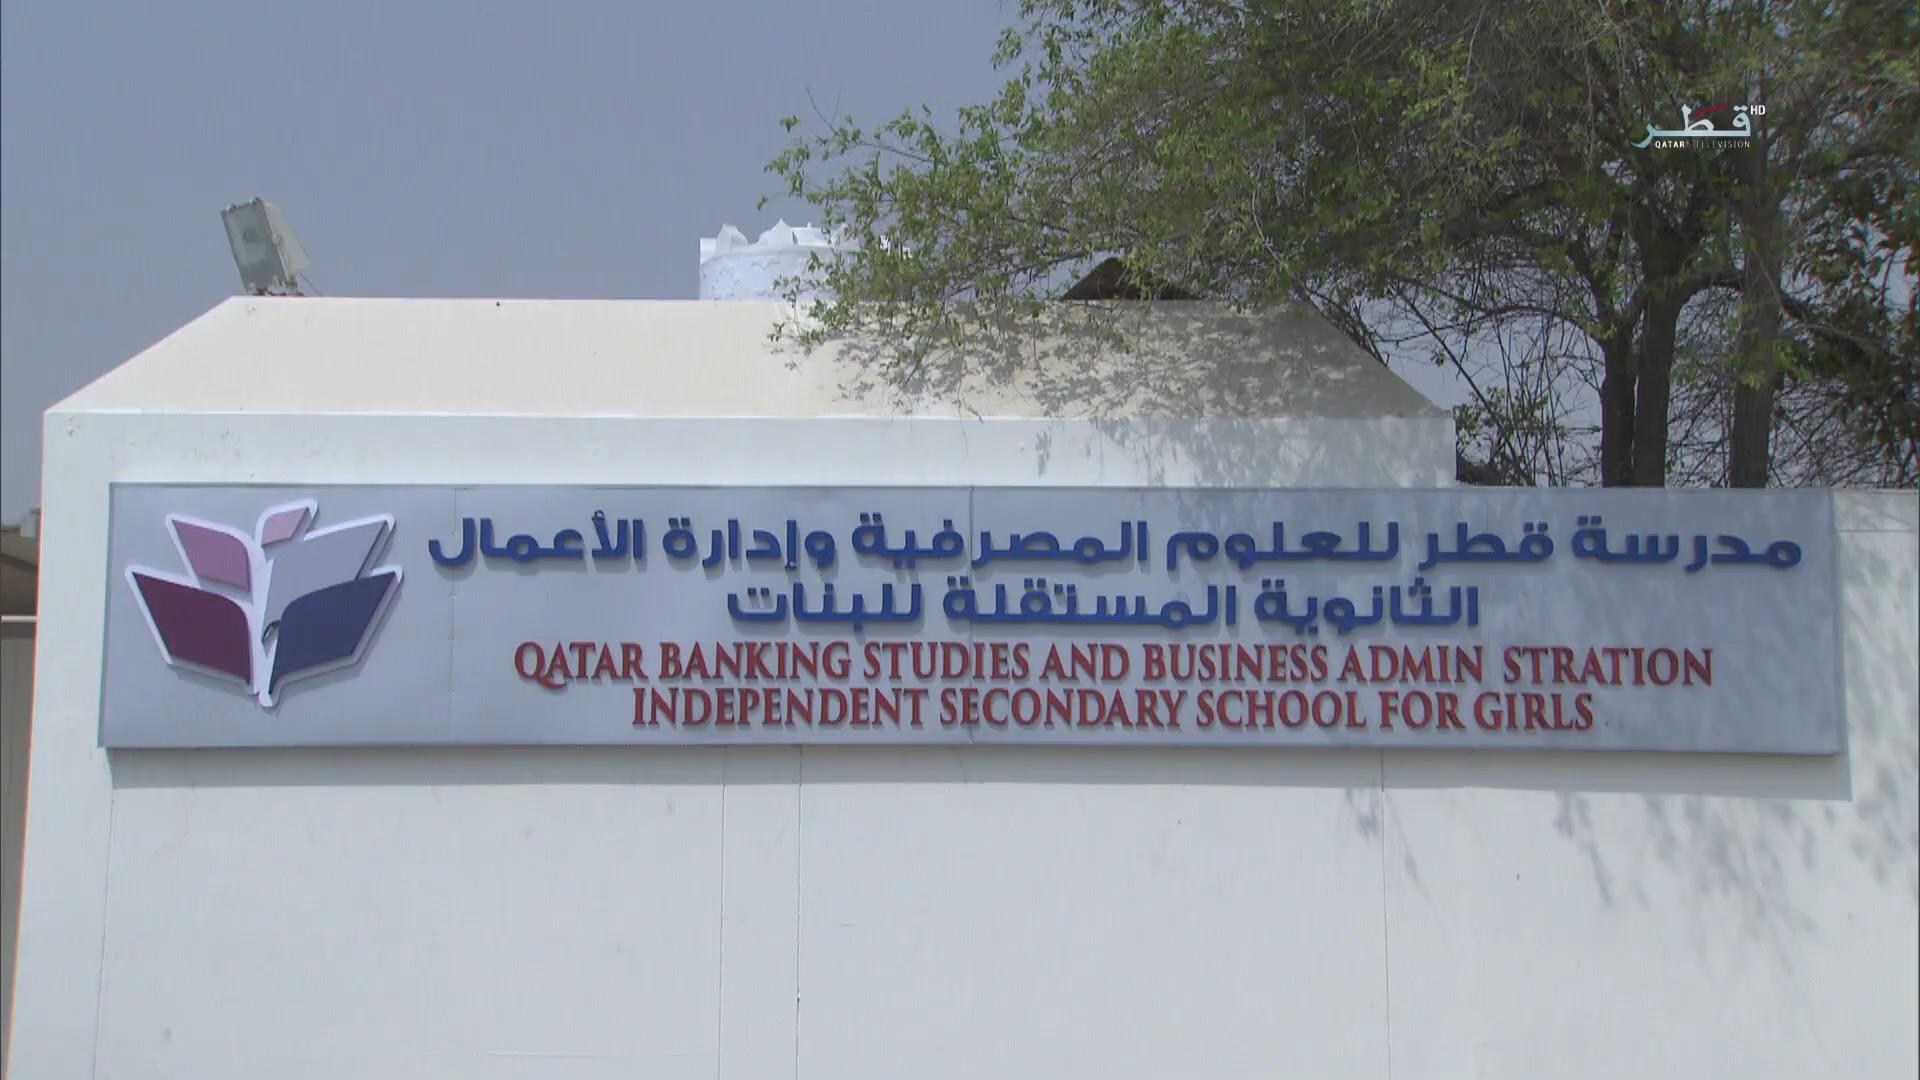 قطر HD
QATAR TELEVISION
مدرسة قطر للعلوم المصرفية وإدارة الأعمال
الثانوية المستقلة للبنات
QATAR BANKING STUDIES AND BUSINESS ADMIN STRATION
INDEPENDENT SECONDARY SCHOOL FOR GIRLS